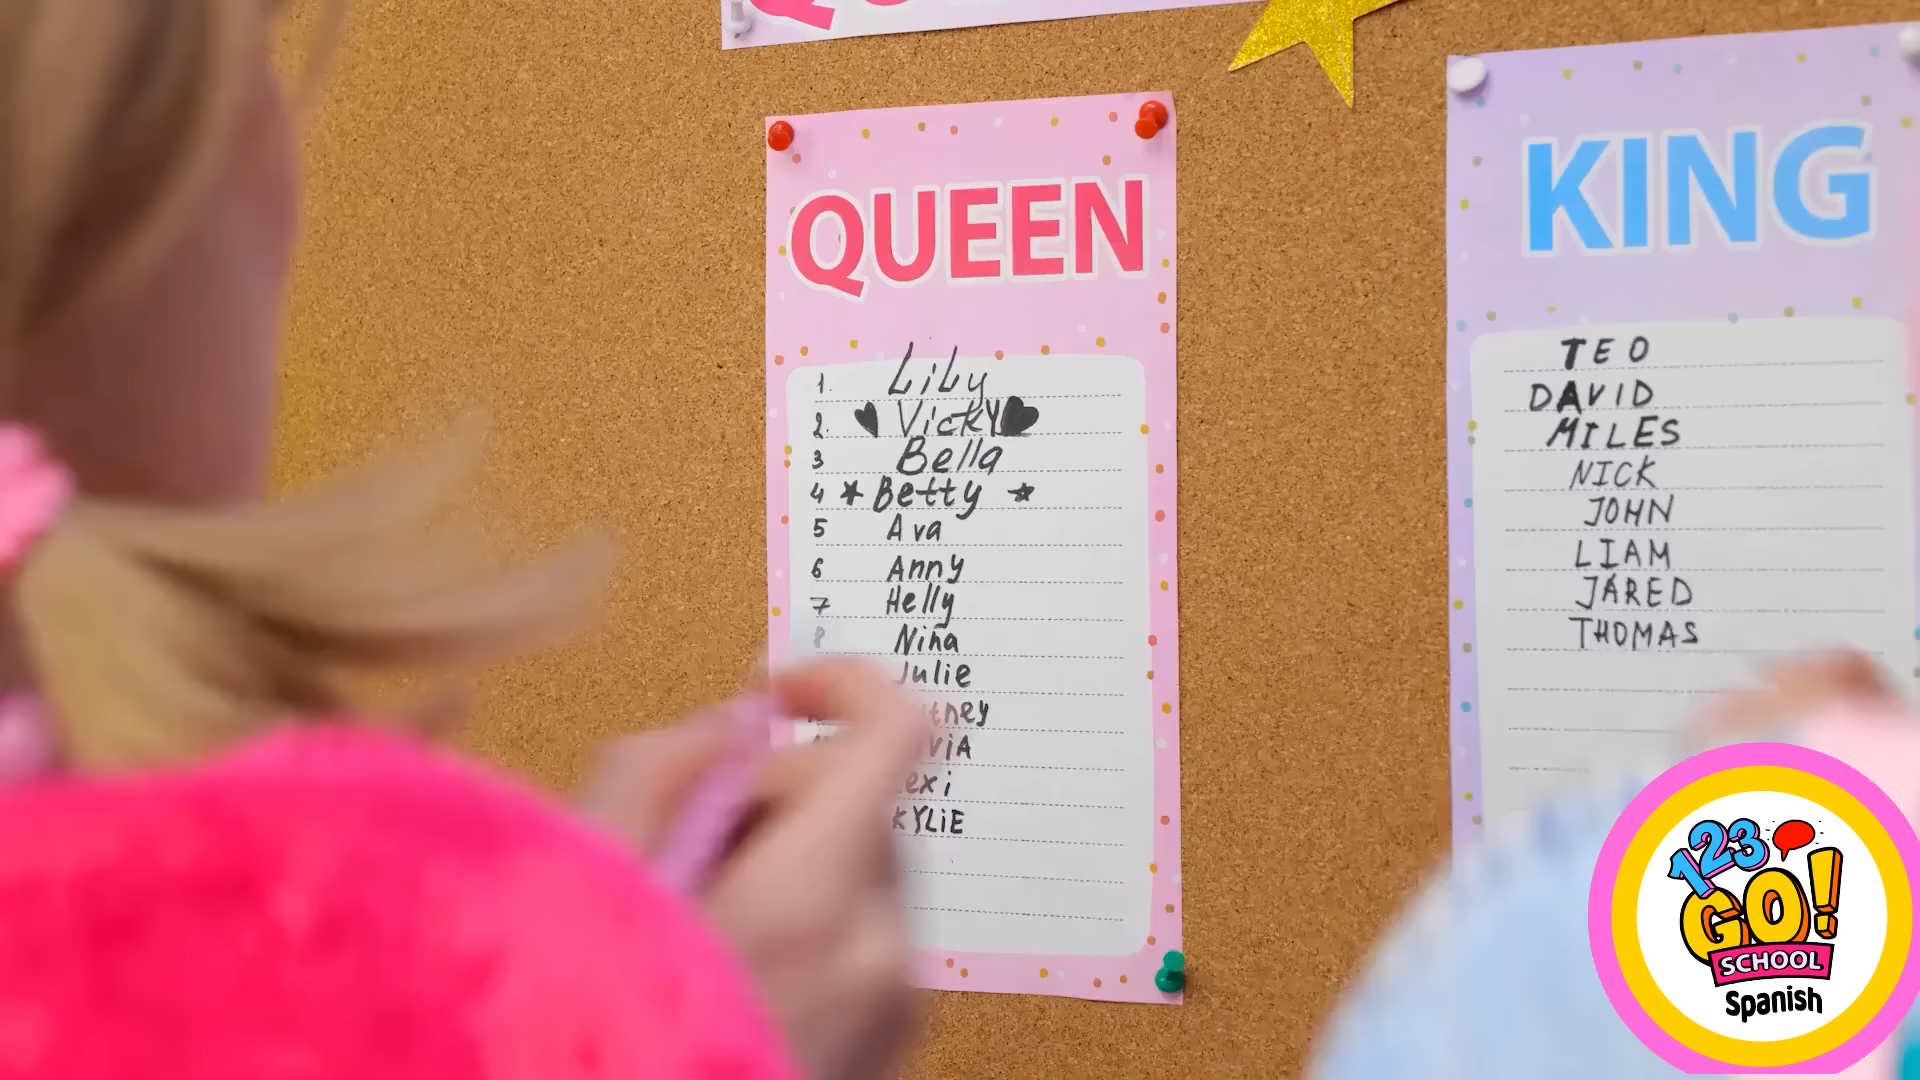 QUEEN
1. LiLy
2. Vicky
3 Bella
4 Betty
5 Ava
6 Anny
7 Helly
8 Nina
Julie
KYLiE
KING
TEO
DAVID
MILES
NICK
JOHN
LIAM
JARED
THOMAS
123
GO!
SCHOOL
Spanish